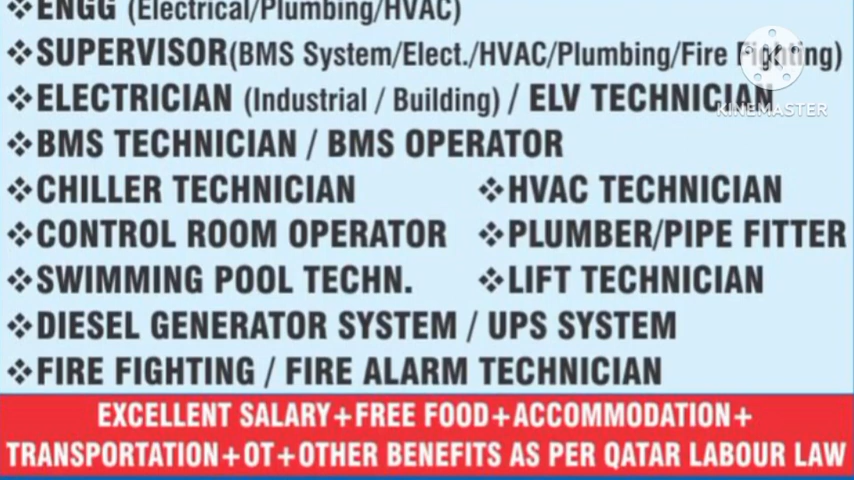 ❖ENGG (Electrical/Plumbing/HVAC)
❖SUPERVISOR(BMS System/Elect./HVAC/Plumbing/Fire Fighting)
❖ELECTRICIAN (Industrial / Building) / ELV TECHNICIAN
KINEMASTER
❖BMS TECHNICIAN / BMS OPERATOR
❖CHILLER TECHNICIAN ❖HVAC TECHNICIAN
❖CONTROL ROOM OPERATOR ❖PLUMBER/PIPE FITTER
❖SWIMMING POOL TECHN. ❖LIFT TECHNICIAN
❖DIESEL GENERATOR SYSTEM / UPS SYSTEM
❖FIRE FIGHTING / FIRE ALARM TECHNICIAN
EXCELLENT SALARY+FREE FOOD+ACCOMMODATION+
TRANSPORTATION+OT+OTHER BENEFITS AS PER QATAR LABOUR LAW